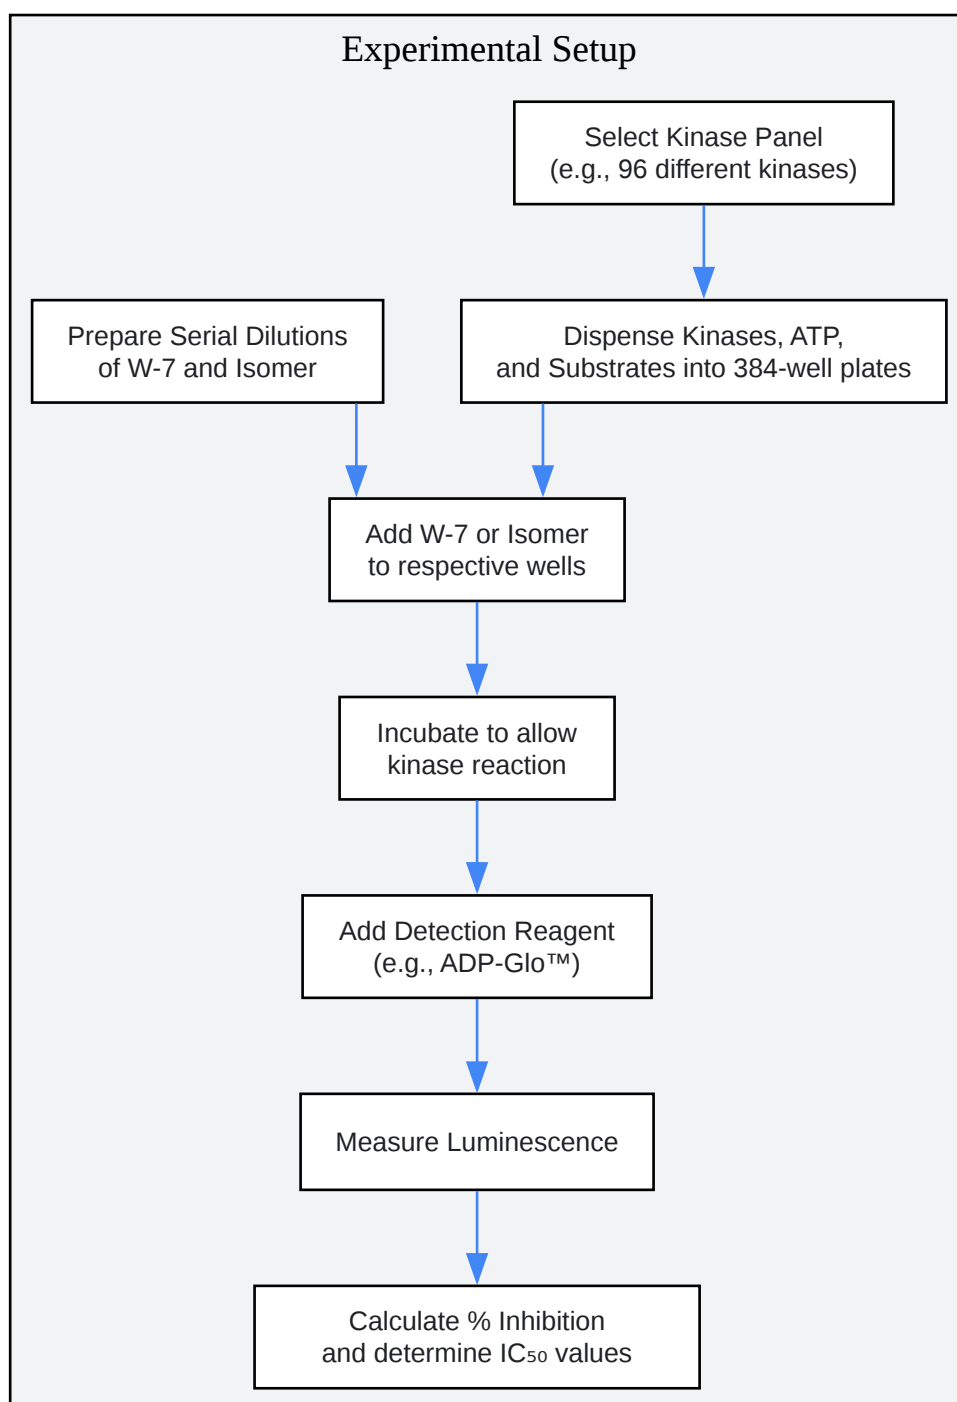 Experimental Setup
Select Kinase Panel
(e.g., 96 different kinases)
Prepare Serial Dilutions
of W-7 and Isomer
Dispense Kinases, ATP,
and Substrates into 384-well plates
Add W-7 or Isomer
to respective wells
Incubate to allow
kinase reaction
Add Detection Reagent
(e.g., ADP-Glo™)
Measure Luminescence
Calculate % Inhibition
and determine IC₅₀ values